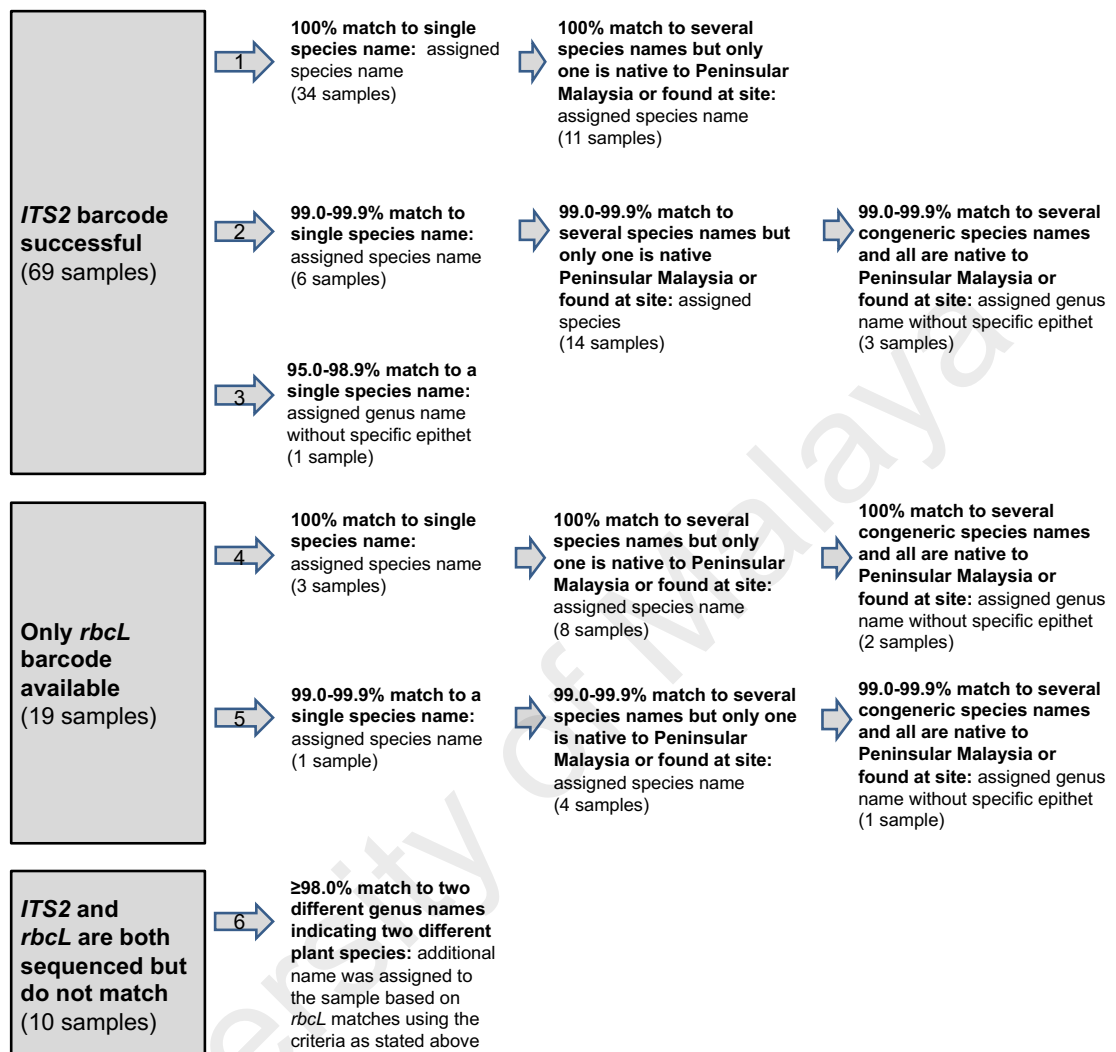 ITS2 barcode
successful
(69 samples)
1
100% match to single
species name: assigned
species name
(34 samples)
100% match to several
species names but only
one is native to Peninsular
Malaysia or found at site:
assigned species name
(11 samples)
2
99.0-99.9% match to
single species name:
assigned species name
(6 samples)
99.0-99.9% match to
several species names but
only one is native
Peninsular Malaysia or
found at site: assigned
species
(14 samples)
99.0-99.9% match to several
congeneric species names
and all are native to
Peninsular Malaysia or
found at site: assigned genus
name without specific epithet
(3 samples)
3
95.0-98.9% match to a
single species name:
assigned genus name
without specific epithet
(1 sample)
Only rbcL
barcode
available
(19 samples)
4
100% match to single
species name:
assigned species name
(3 samples)
100% match to several
species names but only
one is native to Peninsular
Malaysia or found at site:
assigned species name
(8 samples)
100% match to several
congeneric species names
and all are native to
Peninsular Malaysia or
found at site: assigned genus
name without specific epithet
(2 samples)
5
99.0-99.9% match to a
single species name:
assigned species name
(1 sample)
99.0-99.9% match to several
species names but only one
is native to Peninsular
Malaysia or found at site:
assigned species name
(4 samples)
99.0-99.9% match to several
congeneric species names
and all are native to
Peninsular Malaysia or
found at site: assigned genus
name without specific epithet
(1 sample)
ITS2 and
rbcL are both
sequenced but
do not match
(10 samples)
6
≥98.0% match to two
different genus names
indicating two different
plant species: additional
name was assigned to
the sample based on
rbcL matches using the
criteria as stated above
ersity of Malaya